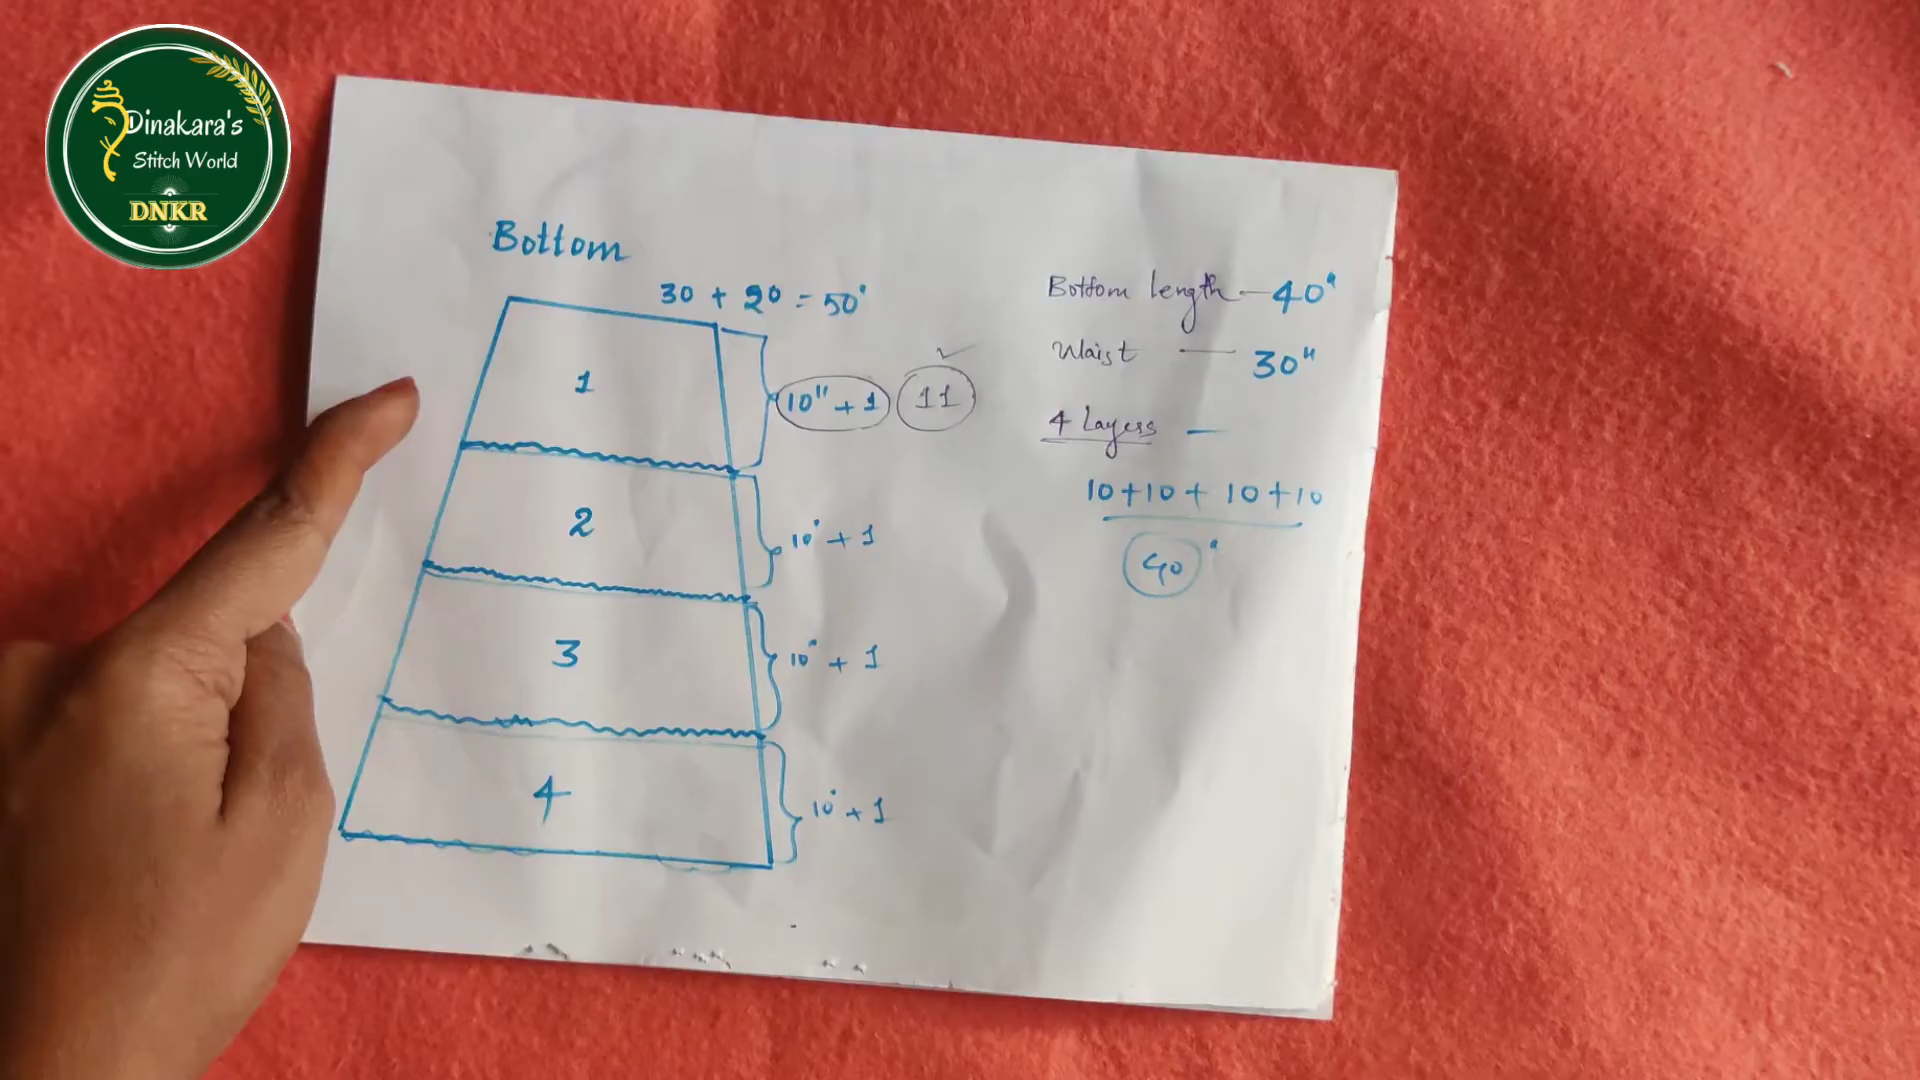 Dinakara's
Stitch World
DNKR
Bottom
30 + 20 = 50"
1
10" + 1 11
2
10" + 1
3
10" + 1
4
10" + 1
Bottom length - 40"
Waist - 30"
4 Layers -
10+10+ 10+10
40"